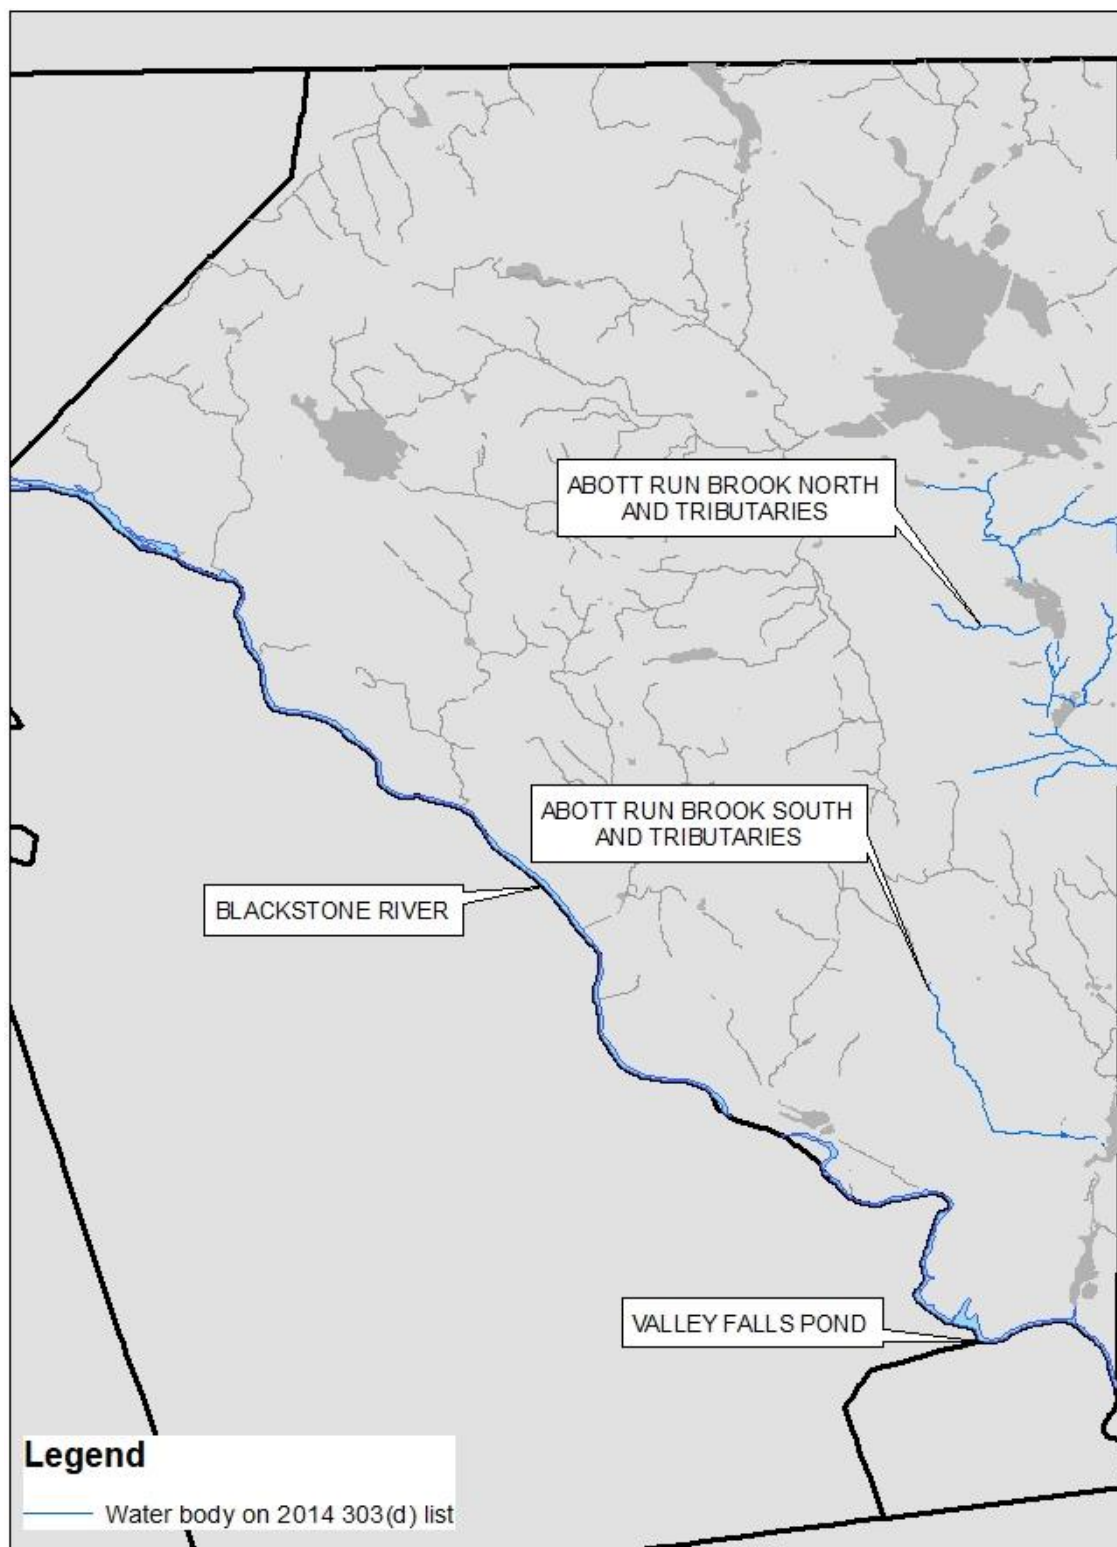 ABOTT RUN BROOK NORTH
AND TRIBUTARIES
ABOTT RUN BROOK SOUTH
AND TRIBUTARIES
BLACKSTONE RIVER
VALLEY FALLS POND
Legend
Water body on 2014 303(d) list